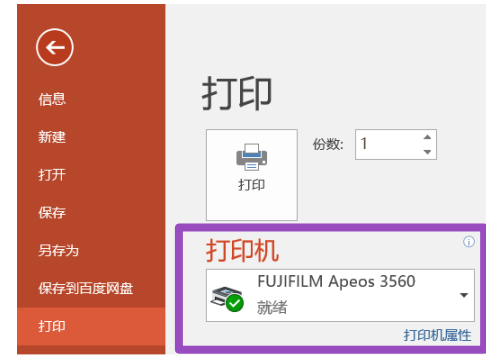 信息
新建
打开
保存
另存为
保存到百度网盘
打印
打印
打印
份数: 1
打印机
FUJIFILM Apeos 3560
就绪
打印机属性